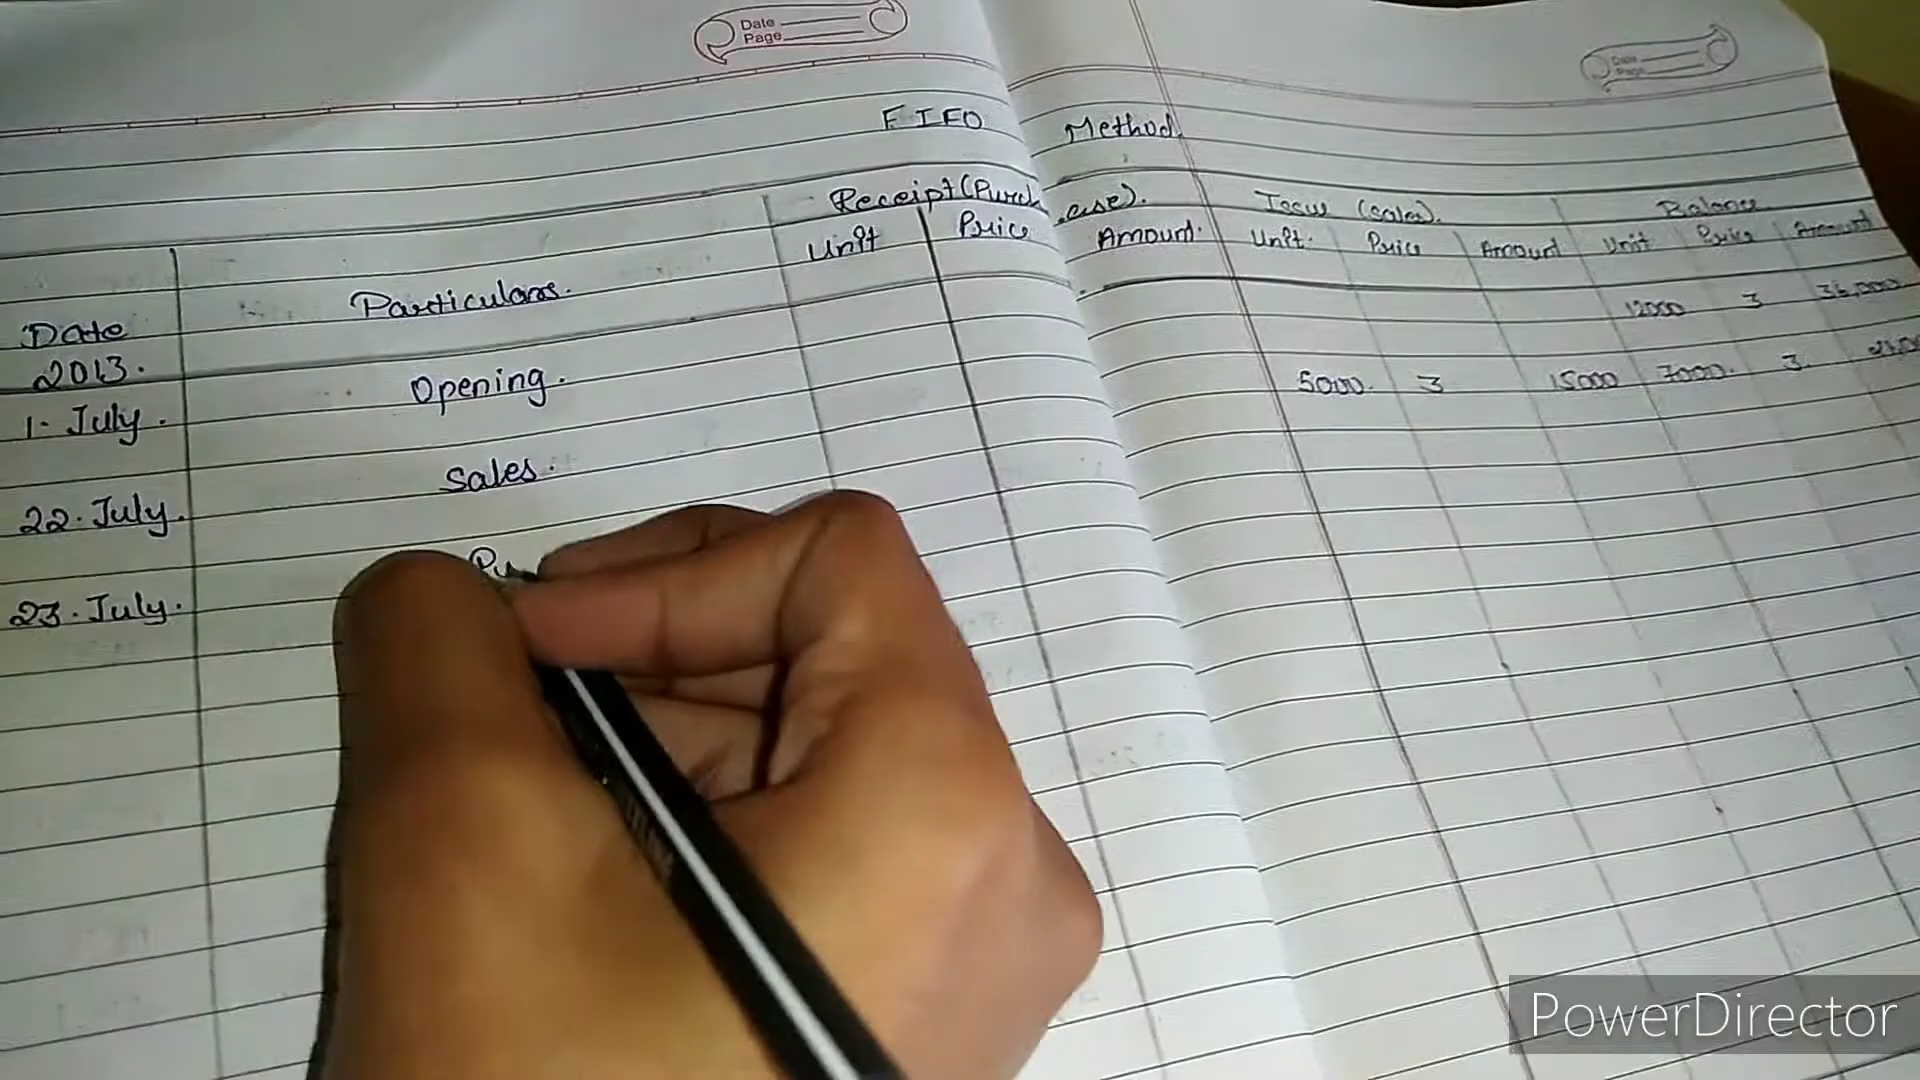 Date
Page
Date
Page
FIFO Method.
Receipt (Purchase). Issue (Sales). Balance
Date Particulars. Unit Price Amount. Unit. Price Amount Unit Price Amount
2013.
1. July. Opening. 12000 3 36,000
22. July. Sales. 5000. 3 15000 7000. 3.
23. July. Pu
PowerDirector